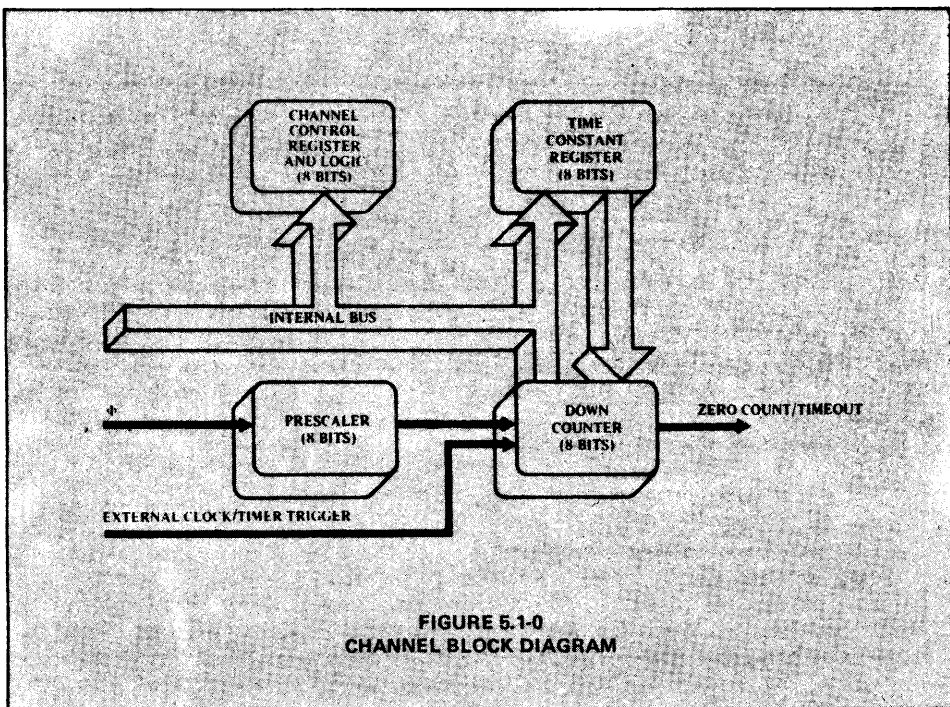 CHANNEL
CONTROL
REGISTER
AND LOGIC
(8 BITS)
TIME
CONSTANT
REGISTER
(8 BITS)
INTERNAL BUS
Φ
PRESCALER
(8 BITS)
DOWN
COUNTER
(8 BITS)
ZERO COUNT/TIMEOUT
EXTERNAL CLOCK/TIMER TRIGGER
FIGURE 5.1-0
CHANNEL BLOCK DIAGRAM